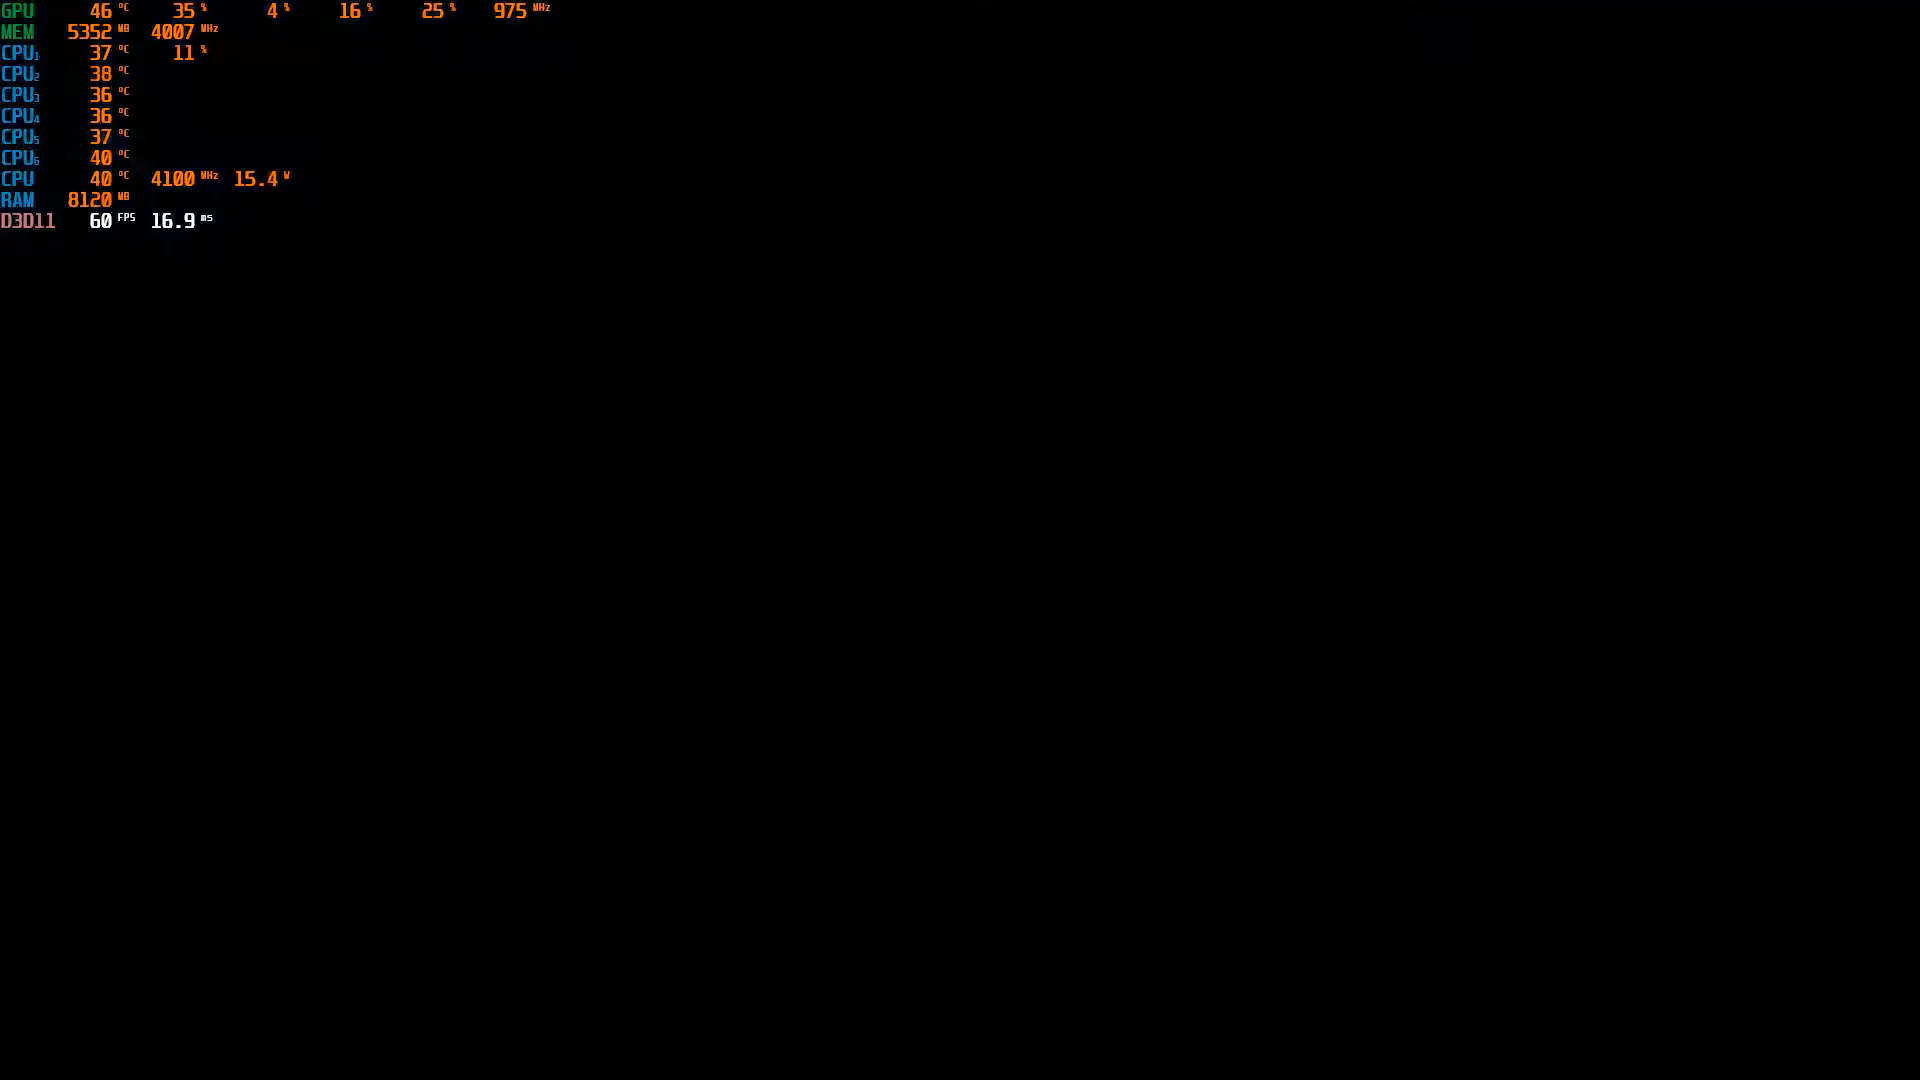 GPU 46 °C 35 % 4 % 16 % 25 % 975 MHz
MEM 5352 MB 4007 MHz
CPU1 37 °C 11 %
CPU2 38 °C
CPU3 36 °C
CPU4 36 °C
CPU5 37 °C
CPU6 40 °C
CPU 40 °C 4100 MHz 15.4 W
RAM 8120 MB
D3D11 60 FPS 16.9 ms